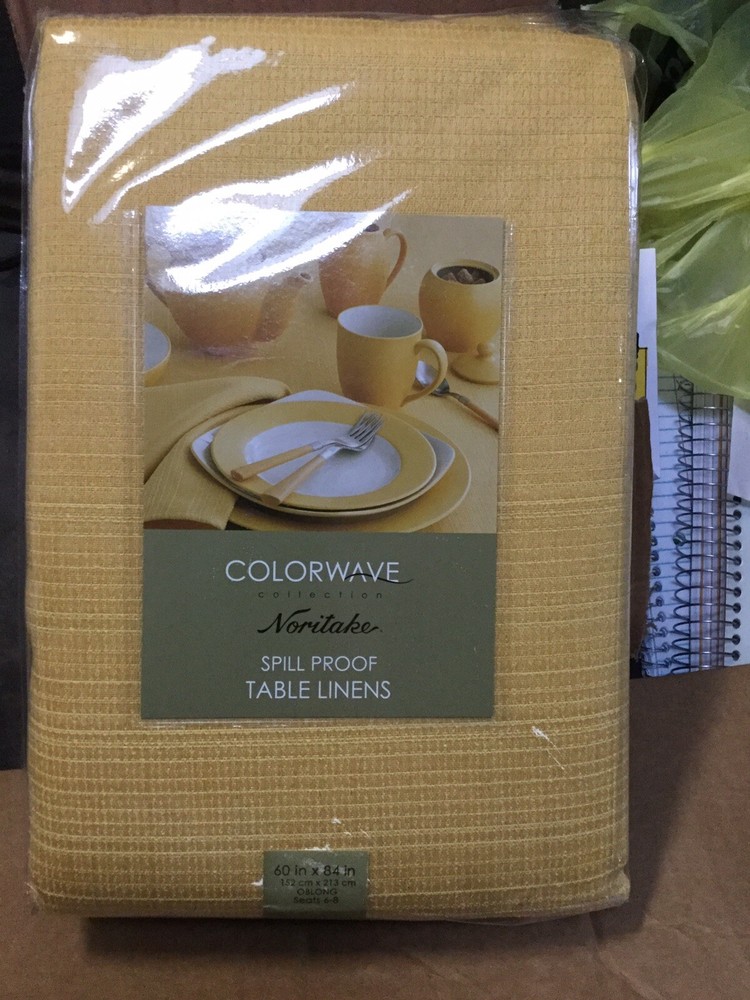 COLORWAVE
collection
Noritake
SPILL PROOF
TABLE LINENS
60 in x 84 in
152 cm x 213 cm
OBLONG
Seats 6-8